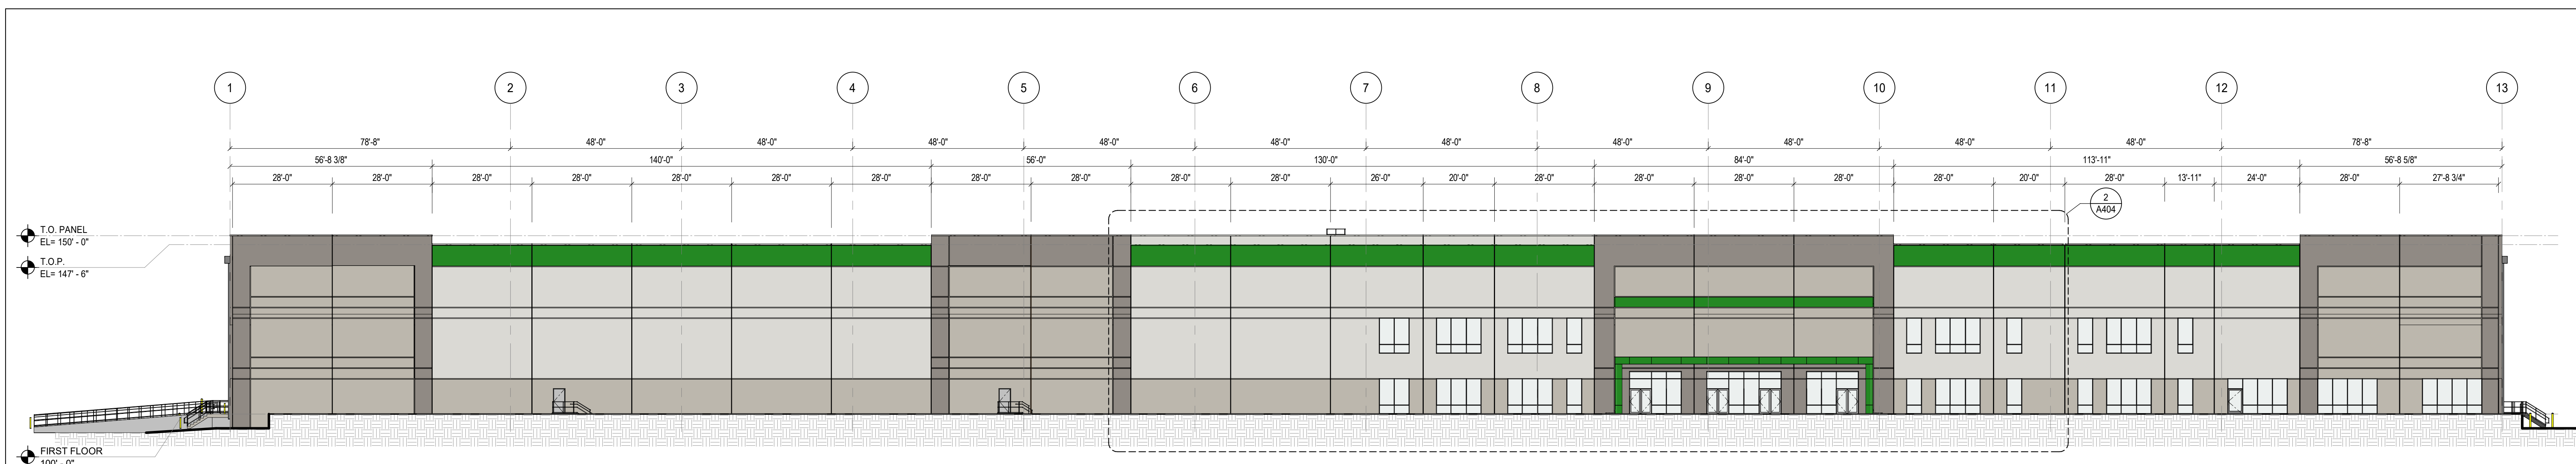 1 2 3 4 5 6 7 8 9 10 11 12 13
78'-8" 48'-0" 48'-0" 48'-0" 48'-0" 48'-0" 48'-0" 48'-0" 48'-0" 48'-0" 48'-0" 78'-8"
56'-8 3/8" 140'-0" 56'-0" 130'-0" 84'-0" 113'-11" 56'-8 5/8"
28'-0" 28'-0" 28'-0" 28'-0" 28'-0" 28'-0" 28'-0" 28'-0" 28'-0" 28'-0" 28'-0" 26'-0" 20'-0" 28'-0" 28'-0" 28'-0" 28'-0" 28'-0" 20'-0" 28'-0" 13'-11" 24'-0" 28'-0" 27'-8 3/4"
2
A404
T.O. PANEL
EL= 150' - 0"
T.O.P.
EL= 147' - 6"
FIRST FLOOR
100' - 0"